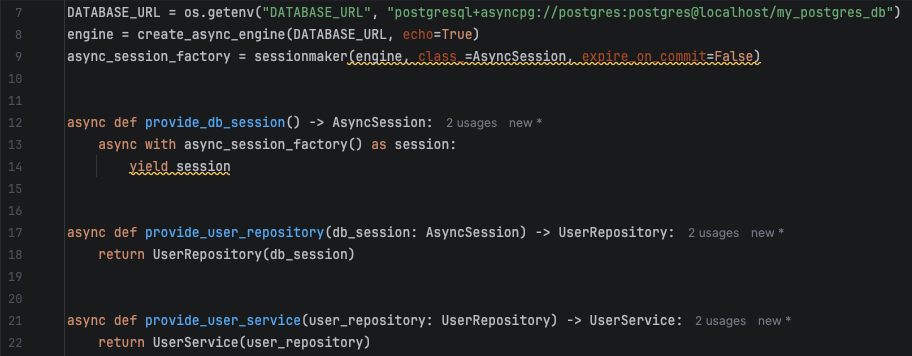 7 DATABASE_URL = os.getenv("DATABASE_URL", "postgresql+asyncpg://postgres:postgres@localhost/my_postgres_db")
8 engine = create_async_engine(DATABASE_URL, echo=True)
9 async_session_factory = sessionmaker(engine, class_=AsyncSession, expire_on_commit=False)
10
11
12 async def provide_db_session() -> AsyncSession: 2 usages new *
13     async with async_session_factory() as session:
14         yield session
15
16
17 async def provide_user_repository(db_session: AsyncSession) -> UserRepository: 2 usages new *
18     return UserRepository(db_session)
19
20
21 async def provide_user_service(user_repository: UserRepository) -> UserService: 2 usages new *
22     return UserService(user_repository)